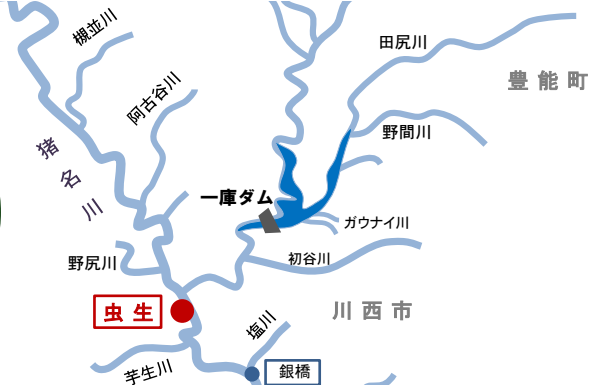 槻並川
田尻川
豊能町
阿古谷川
野間川
猪名川
一庫ダム
ガウナイ川
野尻川
初谷川
虫生
川西市
塩川
芋生川
銀橋